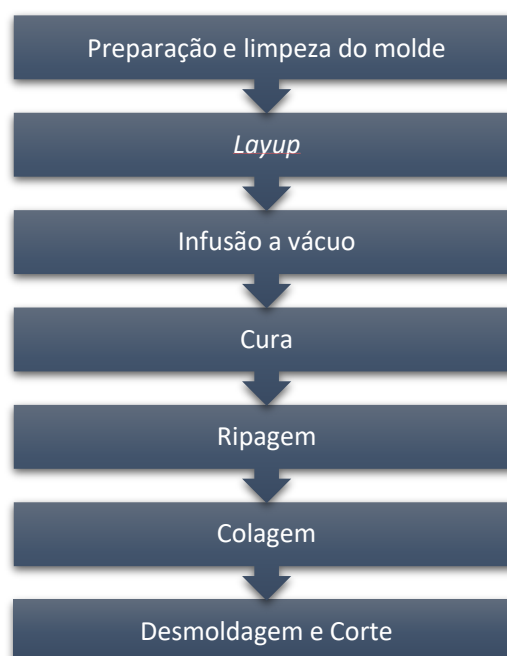 Preparação e limpeza do molde
Layup
Infusão a vácuo
Cura
Ripagem
Colagem
Desmoldagem e Corte